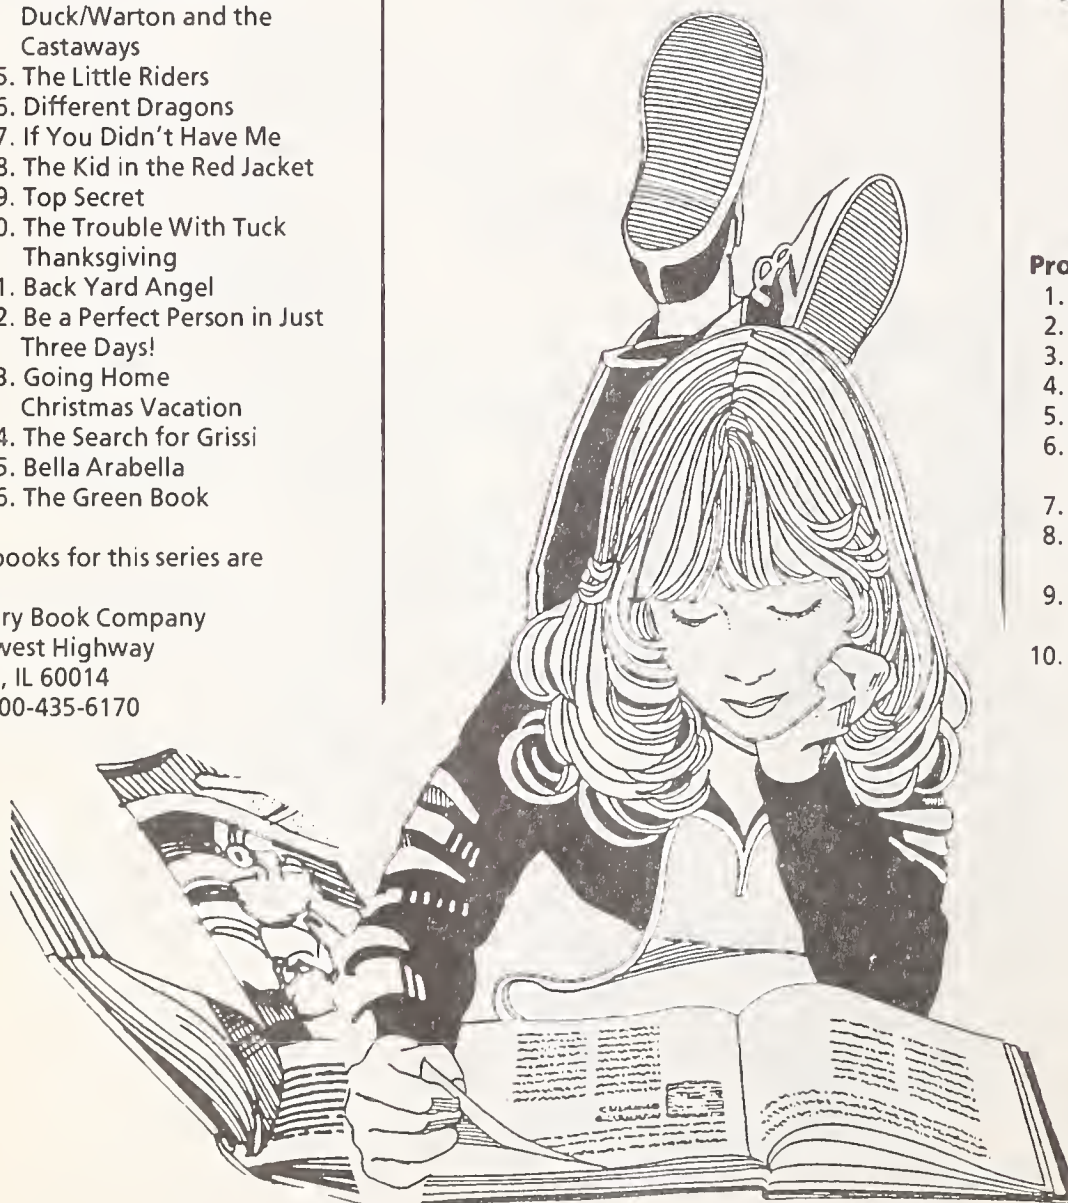 Duck/Warton and the
Castaways
5. The Little Riders
6. Different Dragons
7. If You Didn't Have Me
8. The Kid in the Red Jacket
9. Top Secret
0. The Trouble With Tuck
Thanksgiving
1. Back Yard Angel
2. Be a Perfect Person in Just
Three Days!
3. Going Home
Christmas Vacation
4. The Search for Grissi
5. Bella Arabella
6. The Green Book
books for this series are
ry Book Company
west Highway
, IL 60014
00-435-6170
Pro
1.
2.
3.
4.
5.
6.
7.
8.
9.
10.